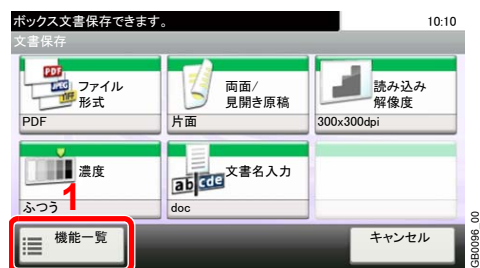 ボックス文書保存できます。
10:10
文書保存
PDF
JPEG
TIFF
ファイル
形式
PDF
両面/
見開き原稿
片面
読み込み
解像度
300x300dpi
濃度
ふつう
ab cde
文書名入力
doc
1
機能一覧
キャンセル
GB0096_00